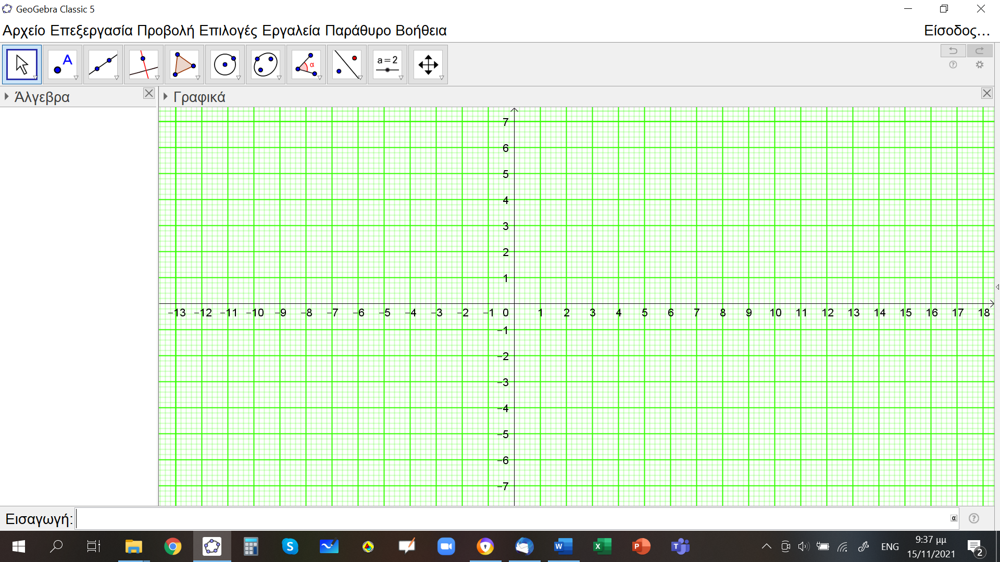 GeoGebra Classic 5
Αρχείο Επεξεργασία Προβολή Επιλογές Εργαλεία Παράθυρο Βοήθεια Είσοδος...
A α a=2
Άλγεβρα Γραφικά
7
6
5
4
3
2
1
−13 −12 −11 −10 −9 −8 −7 −6 −5 −4 −3 −2 −1 0 1 2 3 4 5 6 7 8 9 10 11 12 13 14 15 16 17 18
−1
−2
−3
−4
−5
−6
−7
Εισαγωγή: α
ENG 9:37 μμ
15/11/2021 2